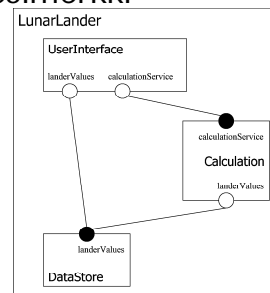 LunarLander
UserInterface
landerValues calculationService
calculationService
Calculation
landerValues
landerValues
DataStore